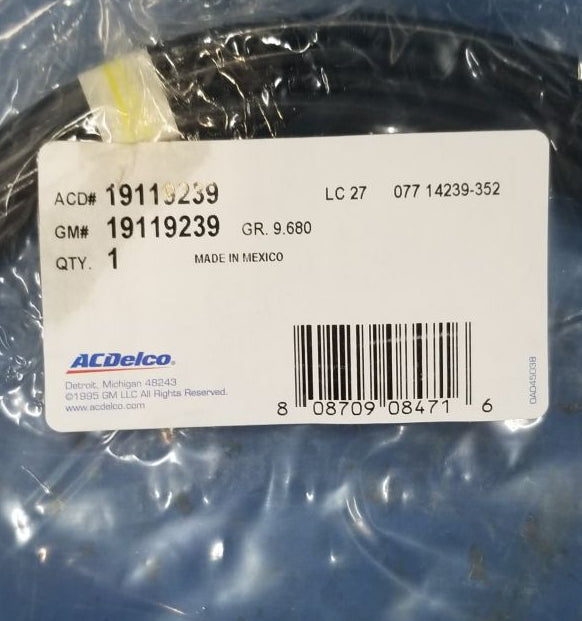 ACD# 19119239 LC 27 077 14239-352
GM# 19119239 GR. 9.680
QTY. 1 MADE IN MEXICO
ACDelco®
Detroit, Michigan 48243
©1995 GM LLC All Rights Reserved.
www.acdelco.com
8 08709 08471 6
OAD45039